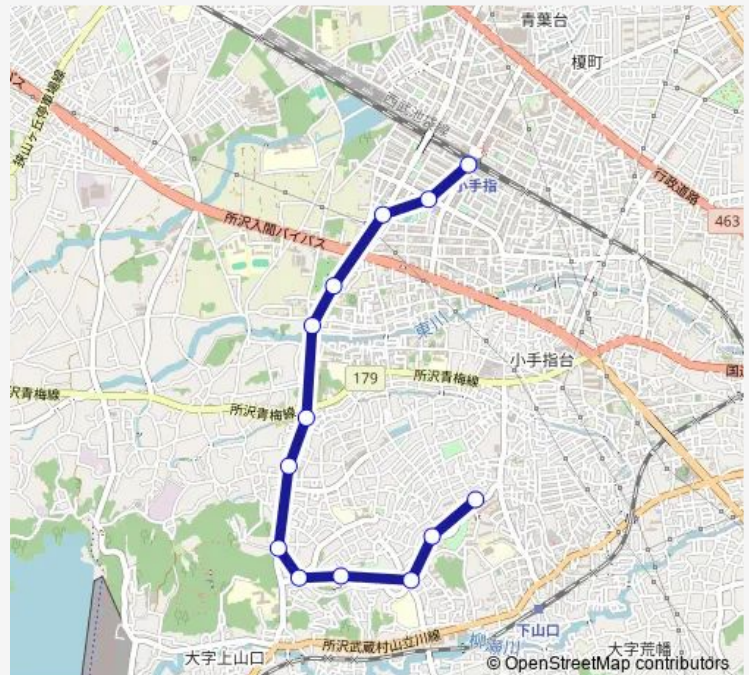 青葉台
榎町
狭山ヶ丘停車場線
バス
西武池袋線
小手指
行政道路
463
所沢入間バイパス
東川
小手指台
179
所沢青梅線
沢青梅線
所沢青梅線
国道
下山口
所沢武蔵村山立川線
柳瀬川
大字上山口
大字荒幡
© OpenStreetMap contributors